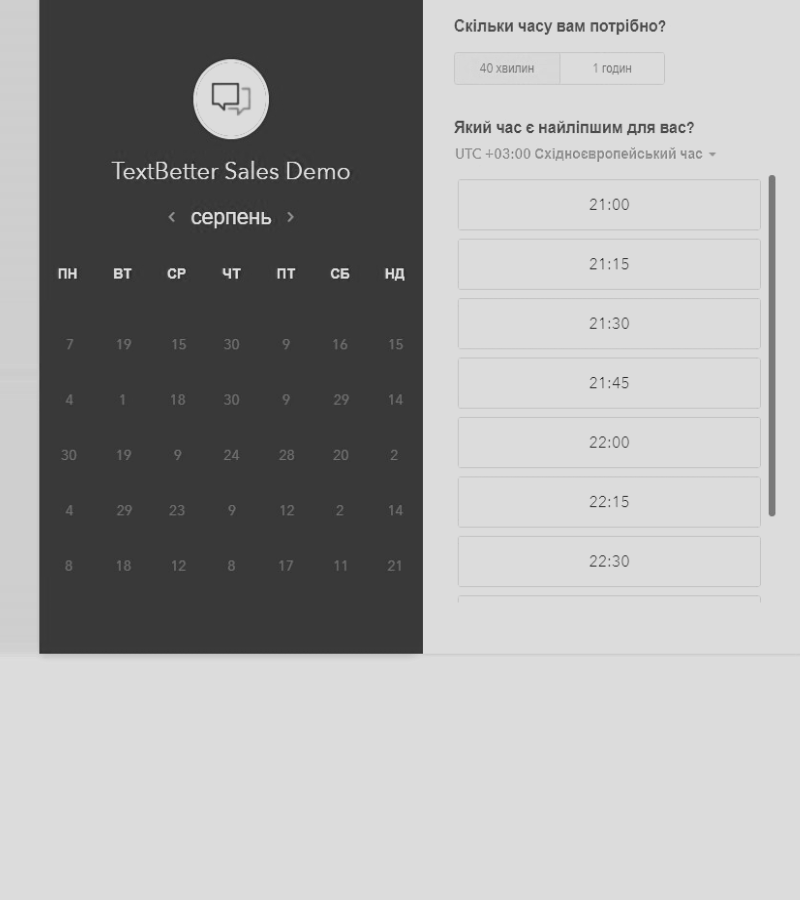 TextBetter Sales Demo
серпень
ПН ВТ СР ЧТ ПТ СБ НД
7 19 15 30 9 16 15
4 1 18 30 9 29 14
30 19 9 24 28 20 2
4 29 23 9 12 2 14
8 18 12 8 17 11 21
Скільки часу вам потрібно?
40 хвилин 1 годин
Який час є найліпшим для вас?
UTC +03:00 Східноєвропейський час
21:00
21:15
21:30
21:45
22:00
22:15
22:30